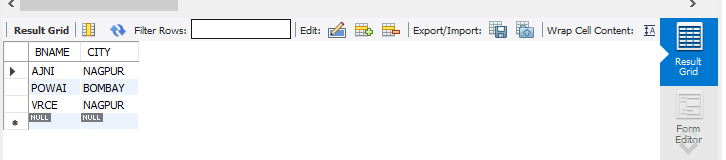 Result Grid Filter Rows: Edit: Export/Import: Wrap Cell Content:
BNAME CITY
AJNI NAGPUR
POWAI BOMBAY
VRCE NAGPUR
NULL NULL
Result
Grid
Form
Editor